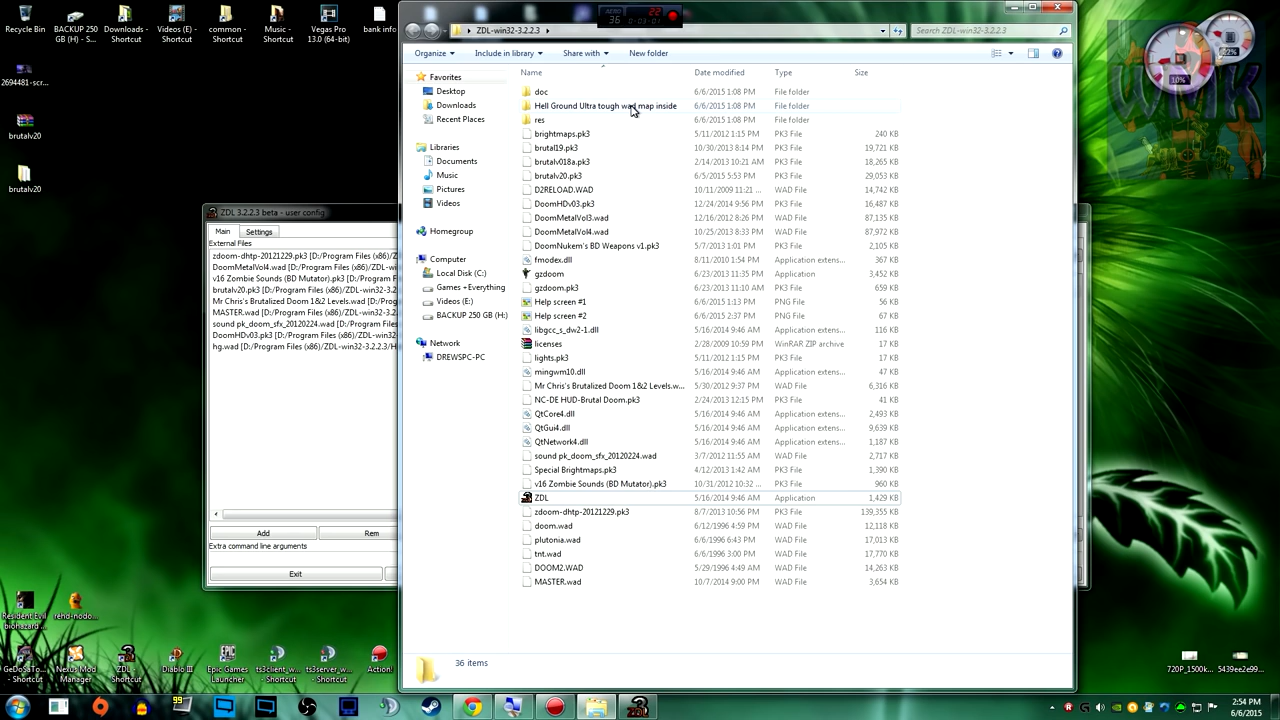 Recycle Bin
BACKUP 250 GB (H) - S...
Downloads - Shortcut
Videos (E) - Shortcut
common - Shortcut
Music - Shortcut
Vegas Pro 13.0 (64-bit)
bank info
2694481-scr...
brutalv20
brutalv20
ZDL-win32-3.2.2.3
Search ZDL-win32-3.2.2.3
Organize
Include in library
Share with
New folder
Favorites
Desktop
Downloads
Recent Places
Libraries
Documents
Music
Pictures
Videos
Homegroup
Computer
Local Disk (C:)
Games +Everything
Videos (E:)
BACKUP 250 GB (H:)
Network
DREWSPC-PC
Name Date modified Type Size
doc 6/6/2015 1:08 PM File folder
Hell Ground Ultra tough wad map inside 6/6/2015 1:08 PM File folder
res 6/6/2015 1:08 PM File folder
brightmaps.pk3 5/11/2012 1:15 PM PK3 File 240 KB
brutal19.pk3 10/30/2013 8:14 PM PK3 File 19,721 KB
brutalv018a.pk3 2/14/2013 10:21 AM PK3 File 18,265 KB
brutalv20.pk3 6/5/2015 5:53 PM PK3 File 29,053 KB
D2RELOAD.WAD 10/11/2009 11:21 ... WAD File 14,742 KB
DoomHDv03.pk3 12/24/2014 9:56 PM PK3 File 16,487 KB
DoomMetalVol3.wad 12/16/2012 8:26 PM WAD File 87,135 KB
DoomMetalVol4.wad 10/25/2013 8:33 PM WAD File 87,972 KB
DoomNukem's BD Weapons v1.pk3 5/7/2013 1:01 PM PK3 File 2,105 KB
fmodex.dll 8/11/2010 1:54 PM Application extens... 367 KB
gzdoom 6/23/2013 11:35 PM Application 3,452 KB
gzdoom.pk3 6/23/2013 11:10 AM PK3 File 659 KB
Help screen #1 6/6/2015 1:13 PM PNG File 56 KB
Help screen #2 6/6/2015 2:37 PM PNG File 67 KB
libgcc_s_dw2-1.dll 5/16/2014 9:46 AM Application extens... 116 KB
licenses 2/28/2009 10:59 PM WinRAR ZIP archive 17 KB
lights.pk3 5/11/2012 1:15 PM PK3 File 17 KB
mingwm10.dll 5/16/2014 9:46 AM Application extens... 47 KB
Mr Chris's Brutalized Doom 1&2 Levels.w... 5/30/2012 9:37 PM WAD File 6,316 KB
NC-DE HUD-Brutal Doom.pk3 2/24/2013 12:15 PM PK3 File 41 KB
QtCore4.dll 5/16/2014 9:46 AM Application extens... 2,493 KB
QtGui4.dll 5/16/2014 9:46 AM Application extens... 9,639 KB
QtNetwork4.dll 5/16/2014 9:46 AM Application extens... 1,187 KB
sound pk_doom_sfx_20120224.wad 3/7/2012 11:55 AM WAD File 2,717 KB
Special Brightmaps.pk3 4/12/2013 1:42 AM PK3 File 1,390 KB
v16 Zombie Sounds (BD Mutator).pk3 10/31/2012 10:32 ... PK3 File 960 KB
ZDL 5/16/2014 9:46 AM Application 1,429 KB
zdoom-dhtp-20121229.pk3 8/7/2013 10:56 PM PK3 File 139,355 KB
doom.wad 6/12/1996 4:59 PM WAD File 12,118 KB
plutonia.wad 6/6/1996 6:43 PM WAD File 17,013 KB
tnt.wad 6/6/1996 3:00 PM WAD File 17,770 KB
DOOM2.WAD 5/29/1996 4:49 AM WAD File 14,263 KB
MASTER.wad 10/7/2014 9:00 PM WAD File 3,654 KB
36 items
ZDL 3.2.2.3 beta - user config
Main Settings
External Files
zdoom-dhtp-20121229.pk3 [D:/Program Files (x86)/Z
DoomMetalVol4.wad [D:/Program Files (x86)/ZDL-w
v16 Zombie Sounds (BD Mutator).pk3 [D:/Program F
brutalv20.pk3 [D:/Program Files (x86)/ZDL-win32-3
Mr Chris's Brutalized Doom 1&2 Levels.wad [D:/Prog
MASTER.wad [D:/Program Files (x86)/ZDL-win32-3.
sound pk_doom_sfx_20120224.wad [D:/Program File
DoomHDv03.pk3 [D:/Program Files (x86)/ZDL-win3
hg.wad [D:/Program Files (x86)/ZDL-win32-3.2.2.3/H
Add Rem
Extra command line arguments
Exit
Resident Evil biohazard ...
rehd-nodo...
GeDoSaTo... - Shortcut
Nexus Mod Manager
ZDL - Shortcut
Epic Games Launcher
Diablo III
ts3client_w... - Shortcut
ts3server_w... - Shortcut
Action!
720P_1500k...
5439ee2e99...
22%
10%
2:54 PM
6/6/2015